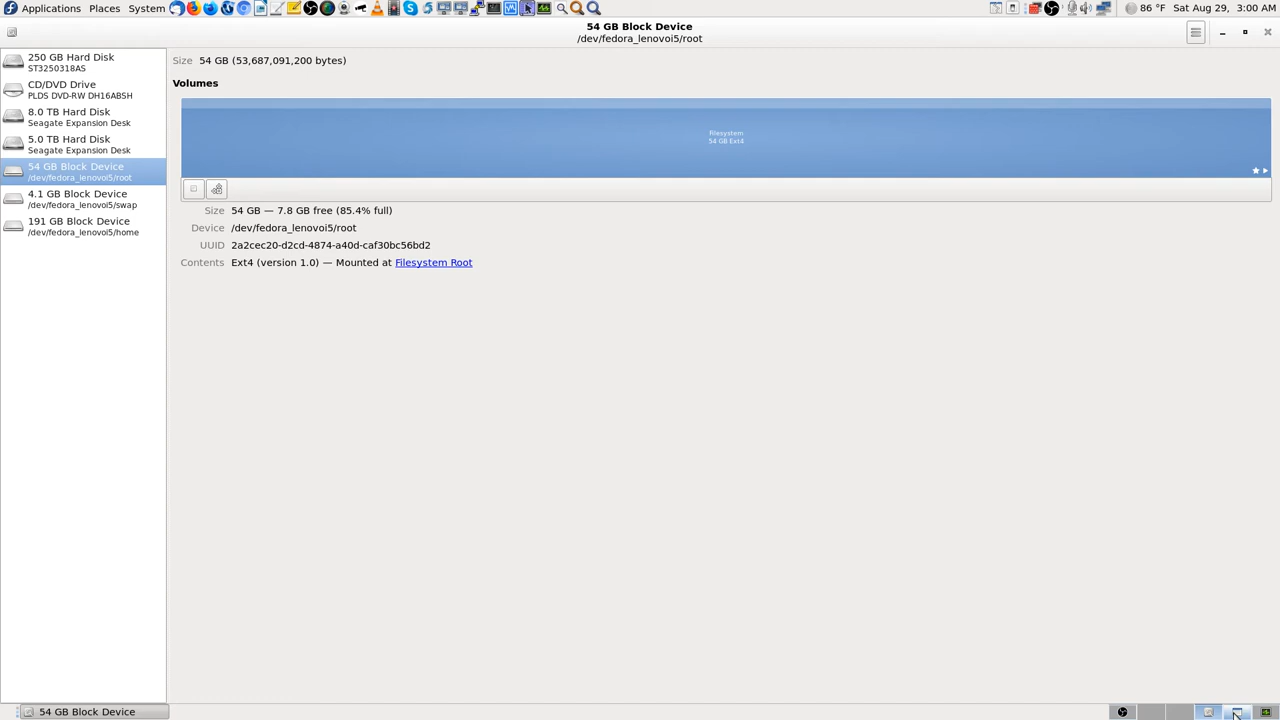 Applications Places System
86 °F Sat Aug 29, 3:00 AM
54 GB Block Device
/dev/fedora_lenovoi5/root
250 GB Hard Disk
ST3250318AS
CD/DVD Drive
PLDS DVD-RW DH16ABSH
8.0 TB Hard Disk
Seagate Expansion Desk
5.0 TB Hard Disk
Seagate Expansion Desk
54 GB Block Device
/dev/fedora_lenovoi5/root
4.1 GB Block Device
/dev/fedora_lenovoi5/swap
191 GB Block Device
/dev/fedora_lenovoi5/home
Size 54 GB (53,687,091,200 bytes)
Volumes
Filesystem
54 GB Ext4
Size 54 GB — 7.8 GB free (85.4% full)
Device /dev/fedora_lenovoi5/root
UUID 2a2cec20-d2cd-4874-a40d-caf30bc56bd2
Contents Ext4 (version 1.0) — Mounted at Filesystem Root
54 GB Block Device